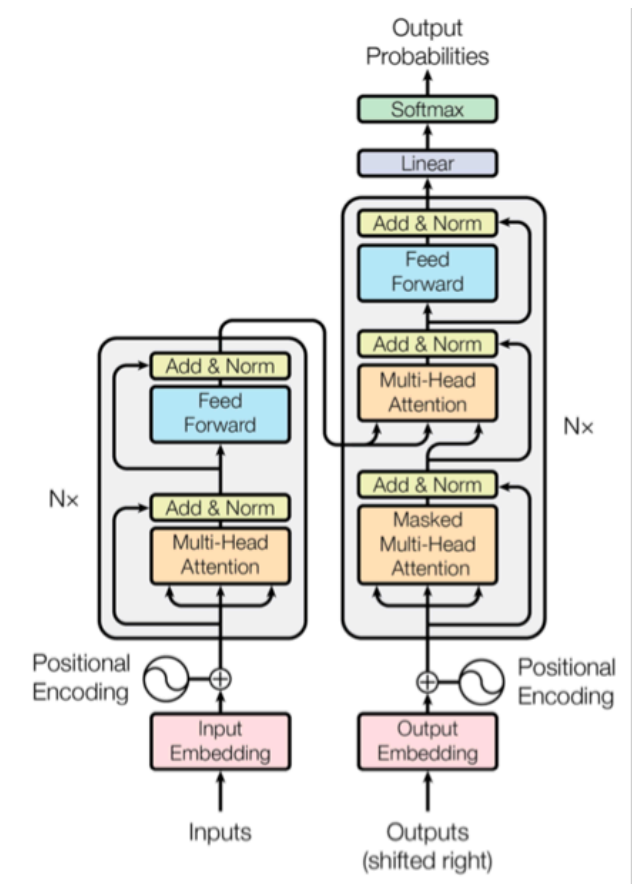 Output
Probabilities
Softmax
Linear
Add & Norm
Feed
Forward
Add & Norm
Multi-Head
Attention
Add & Norm
Masked
Multi-Head
Attention
Nx
Add & Norm
Feed
Forward
Add & Norm
Multi-Head
Attention
Nx
Positional
Encoding
Positional
Encoding
Input
Embedding
Output
Embedding
Inputs
Outputs
(shifted right)